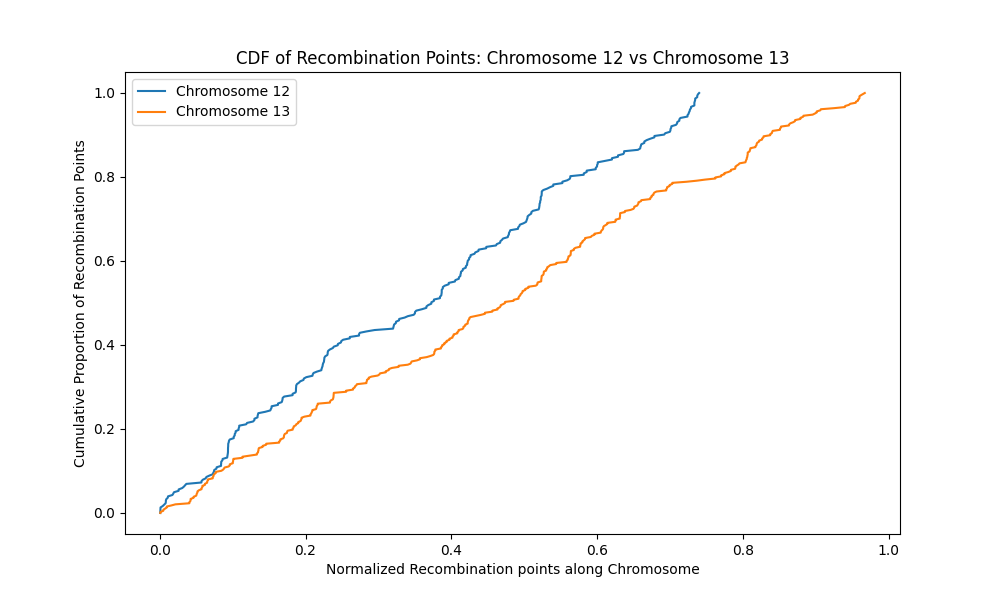 CDF of Recombination Points: Chromosome 12 vs Chromosome 13
Chromosome 12
Chromosome 13
Cumulative Proportion of Recombination Points
1.0
0.8
0.6
0.4
0.2
0.0
0.0 0.2 0.4 0.6 0.8 1.0
Normalized Recombination points along Chromosome